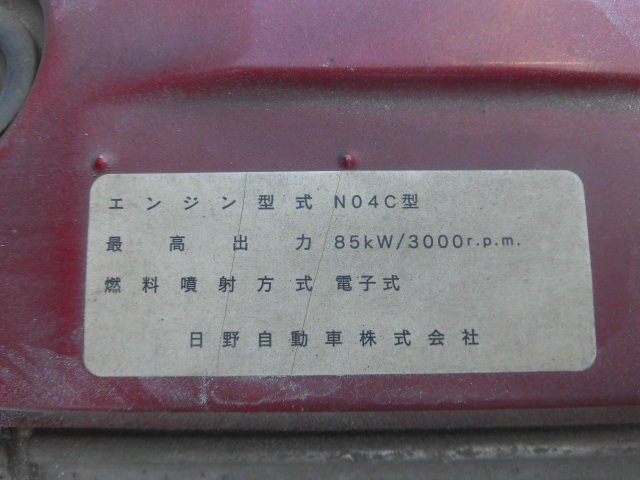 エンジン型式 N04C型
最高出力 85kW/3000r.p.m.
燃料噴射方式 電子式
日野自動車株式会社